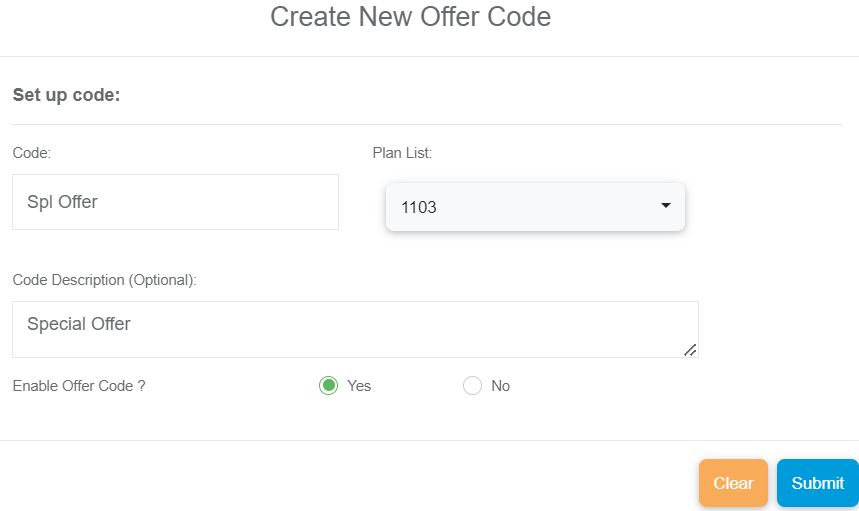 Create New Offer Code
Set up code:
Code:
Plan List:
Spl Offer
1103
Code Description (Optional):
Special Offer
Enable Offer Code ?
Yes
No
Clear
Submit